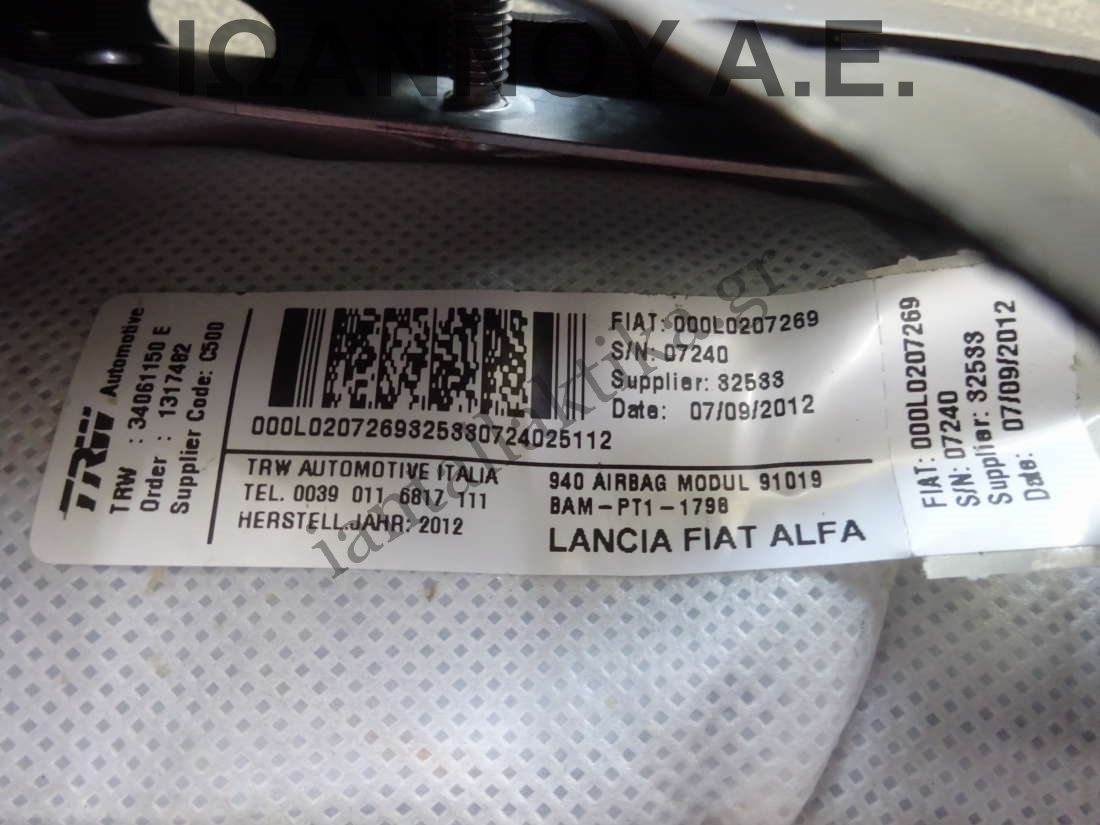 ΙΩΑΝΝΟΥ Α.Ε.
TRW Automotive
TRW : 34061150 E
Order : 1317482
Supplier Code: C500
000L0207269325330724025112
FIAT: 000L0207269
S/N: 07240
Supplier: 32533
Date: 07/09/2012
TRW AUTOMOTIVE ITALIA
TEL. 0039 011 6817 111
HERSTELL.JAHR: 2012
940 AIRBAG MODUL 91019
BAM-PT1-1798
LANCIA FIAT ALFA
FIAT: 000L0207269
S/N: 07240
Supplier: 32533
Date: 07/09/2012